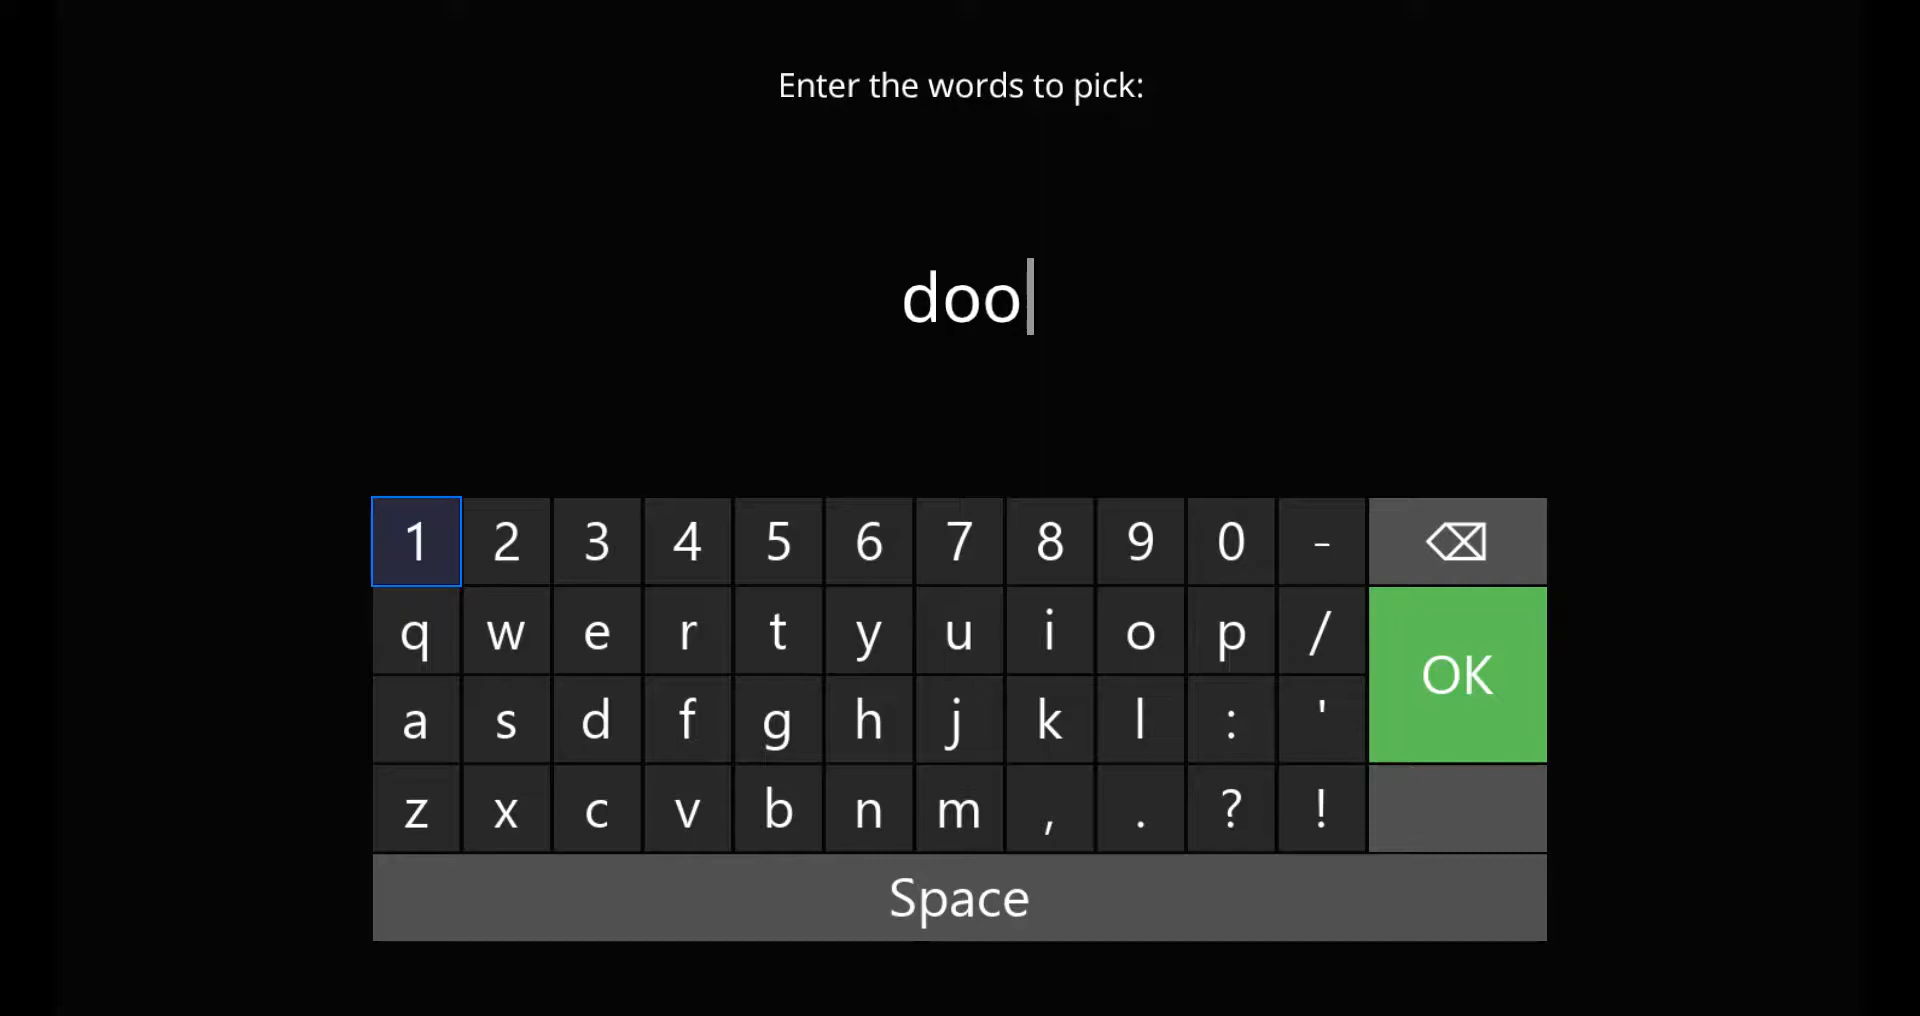 Enter the words to pick:
doo
1 2 3 4 5 6 7 8 9 0 - ⌫
q w e r t y u i o p /
OK
a s d f g h j k l : '
z x c v b n m , . ? !
Space